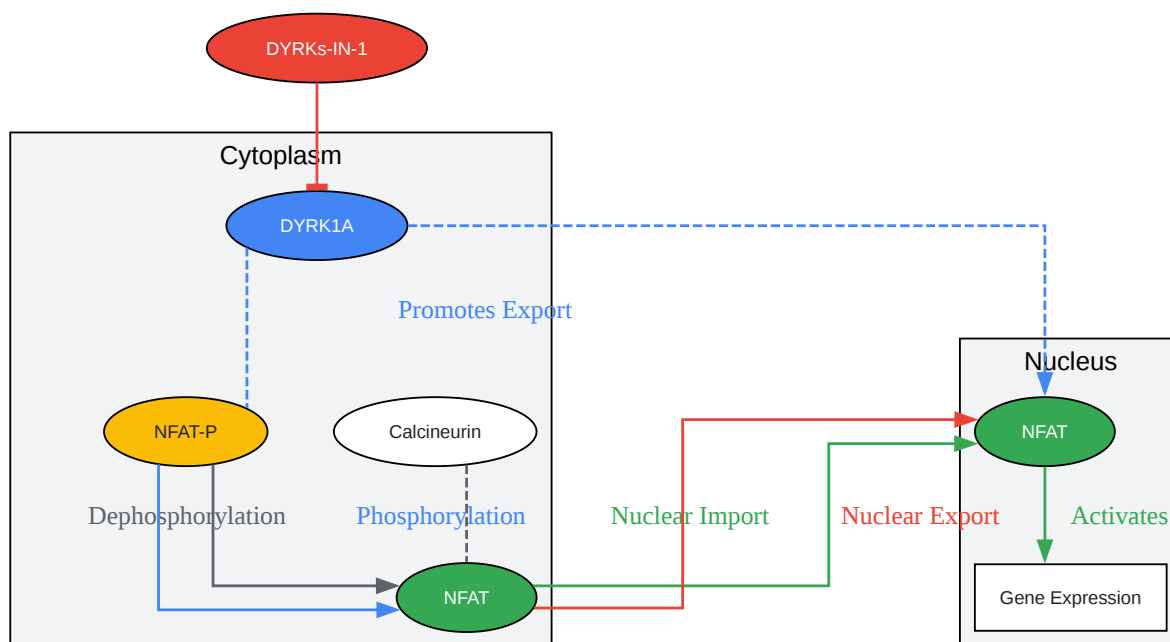 DYRKs-IN-1
Cytoplasm
DYRK1A
Promotes Export
Nucleus
NFAT-P
Calcineurin
NFAT
Dephosphorylation
Phosphorylation
Nuclear Import
Nuclear Export
Activates
NFAT
Gene Expression